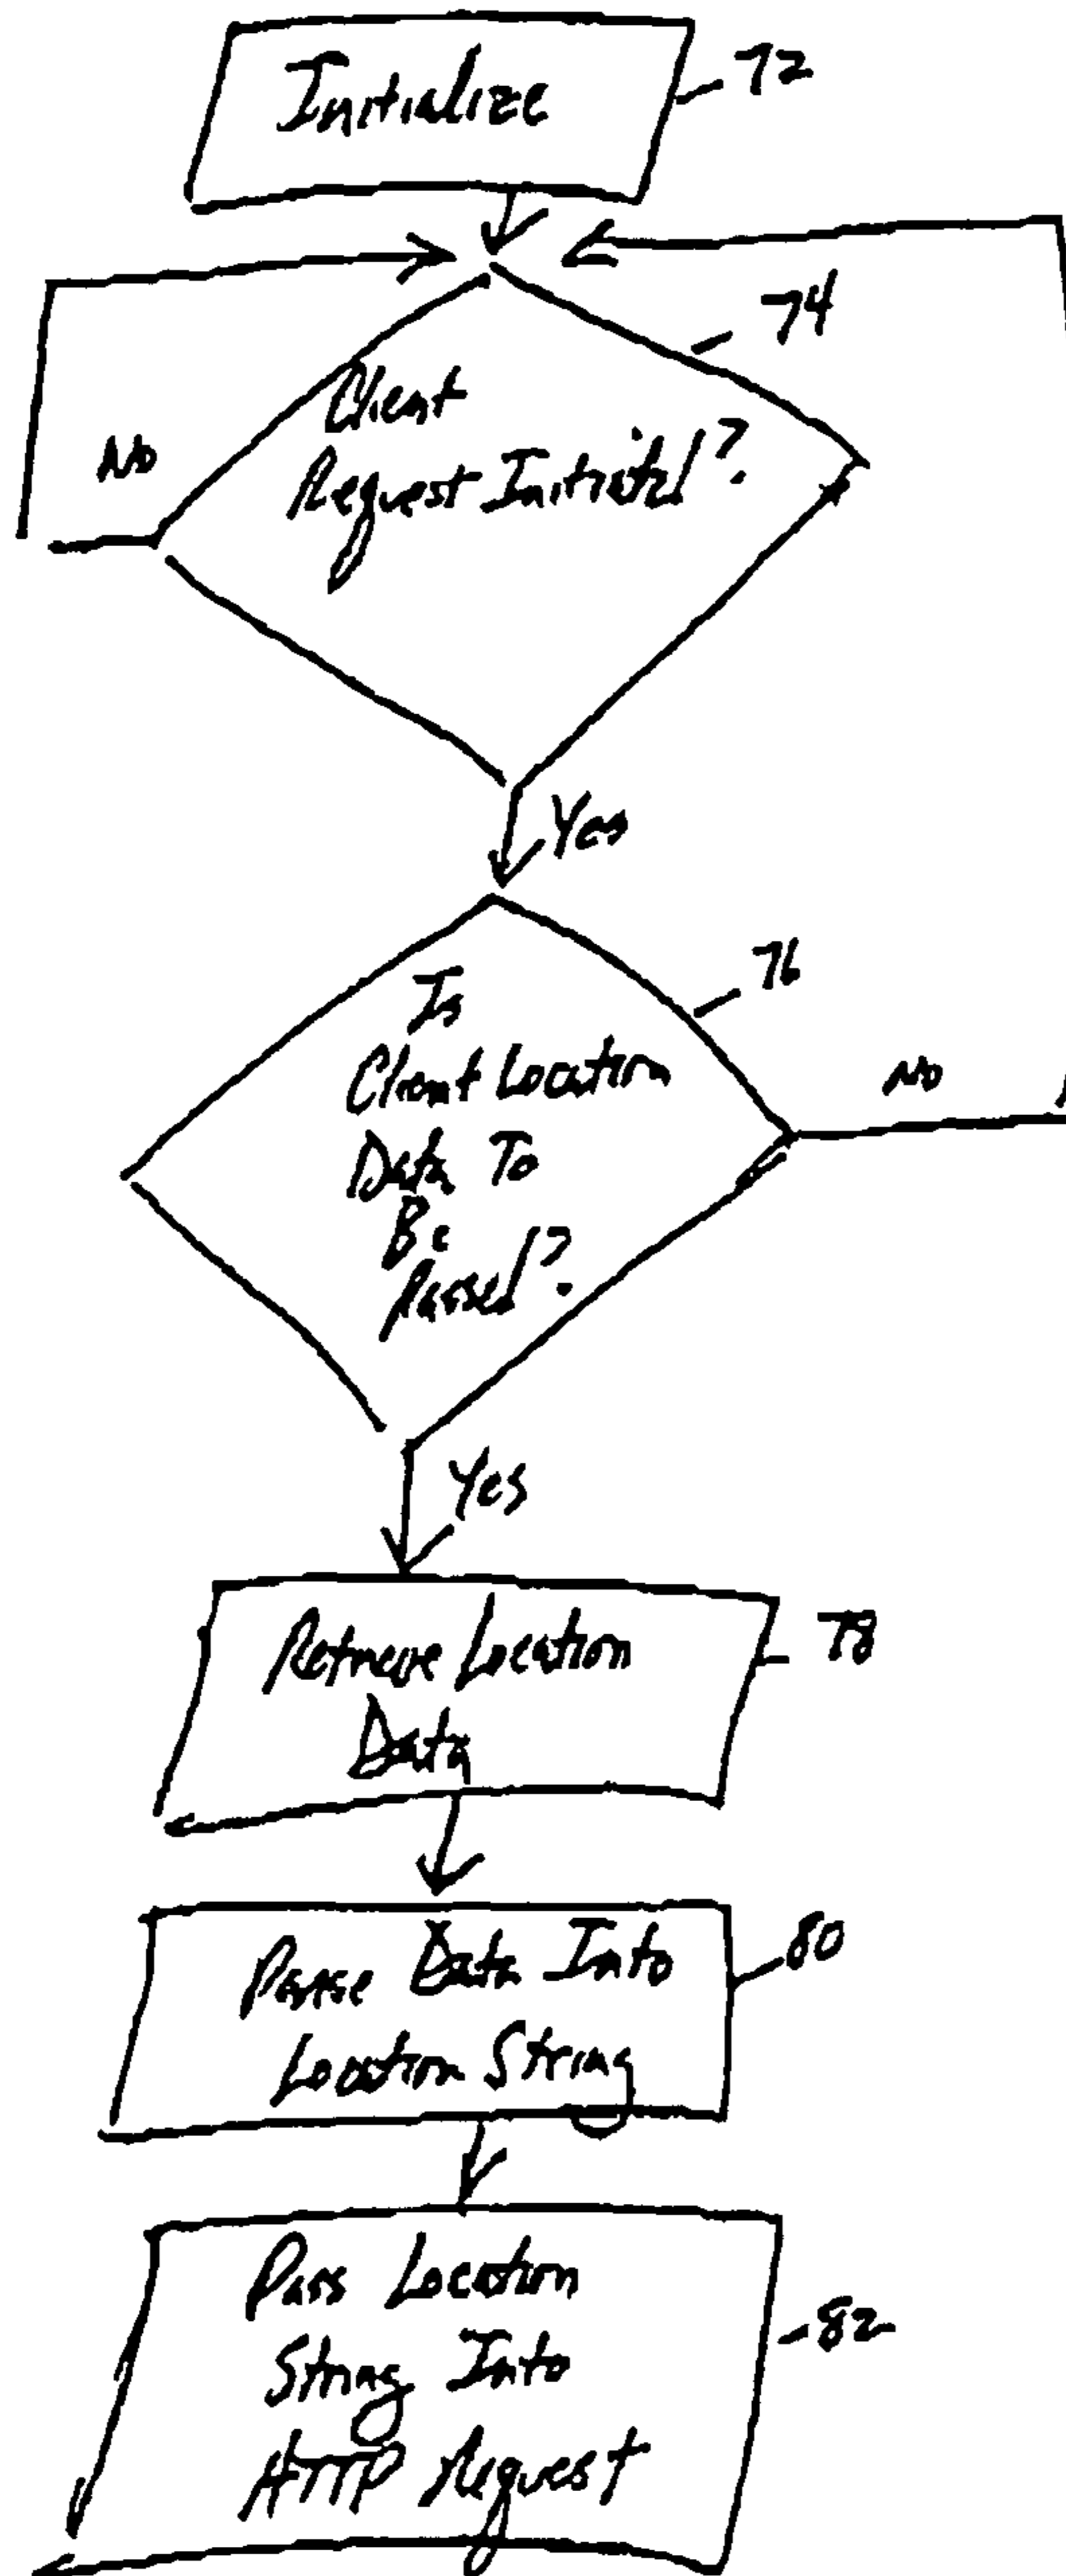 Initialize
72
74
Client
Request Initiated?
No
Yes
76
Is
Client Location
Data To
Be
Passed?
No
Yes
78
Retrieve Location
Data
80
Parse Data Into
Location String
Pass Location
String Into
HTTP Request
82